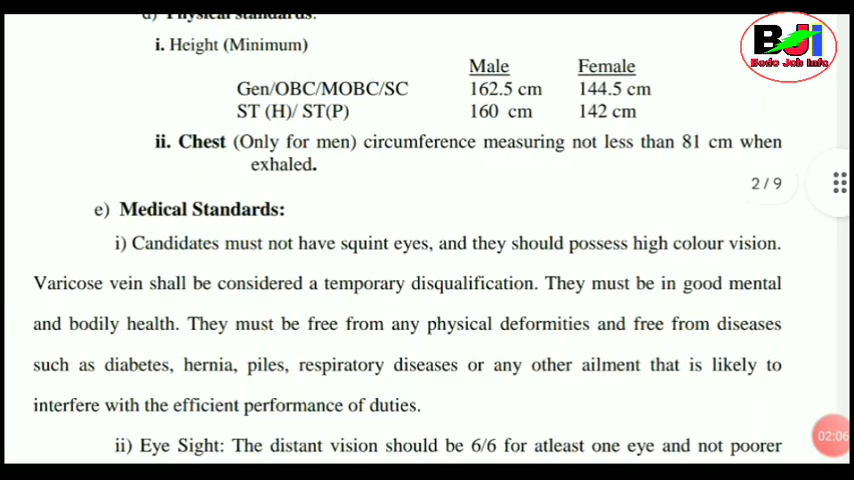 d) Physical standards:
i. Height (Minimum)
Male Female
Gen/OBC/MOBC/SC 162.5 cm 144.5 cm
ST (H)/ ST(P) 160 cm 142 cm
ii. Chest (Only for men) circumference measuring not less than 81 cm when
exhaled.
2 / 9
e) Medical Standards:
i) Candidates must not have squint eyes, and they should possess high colour vision.
Varicose vein shall be considered a temporary disqualification. They must be in good mental
and bodily health. They must be free from any physical deformities and free from diseases
such as diabetes, hernia, piles, respiratory diseases or any other ailment that is likely to
interfere with the efficient performance of duties.
ii) Eye Sight: The distant vision should be 6/6 for atleast one eye and not poorer
BJI
Bodo Job Info
02:06